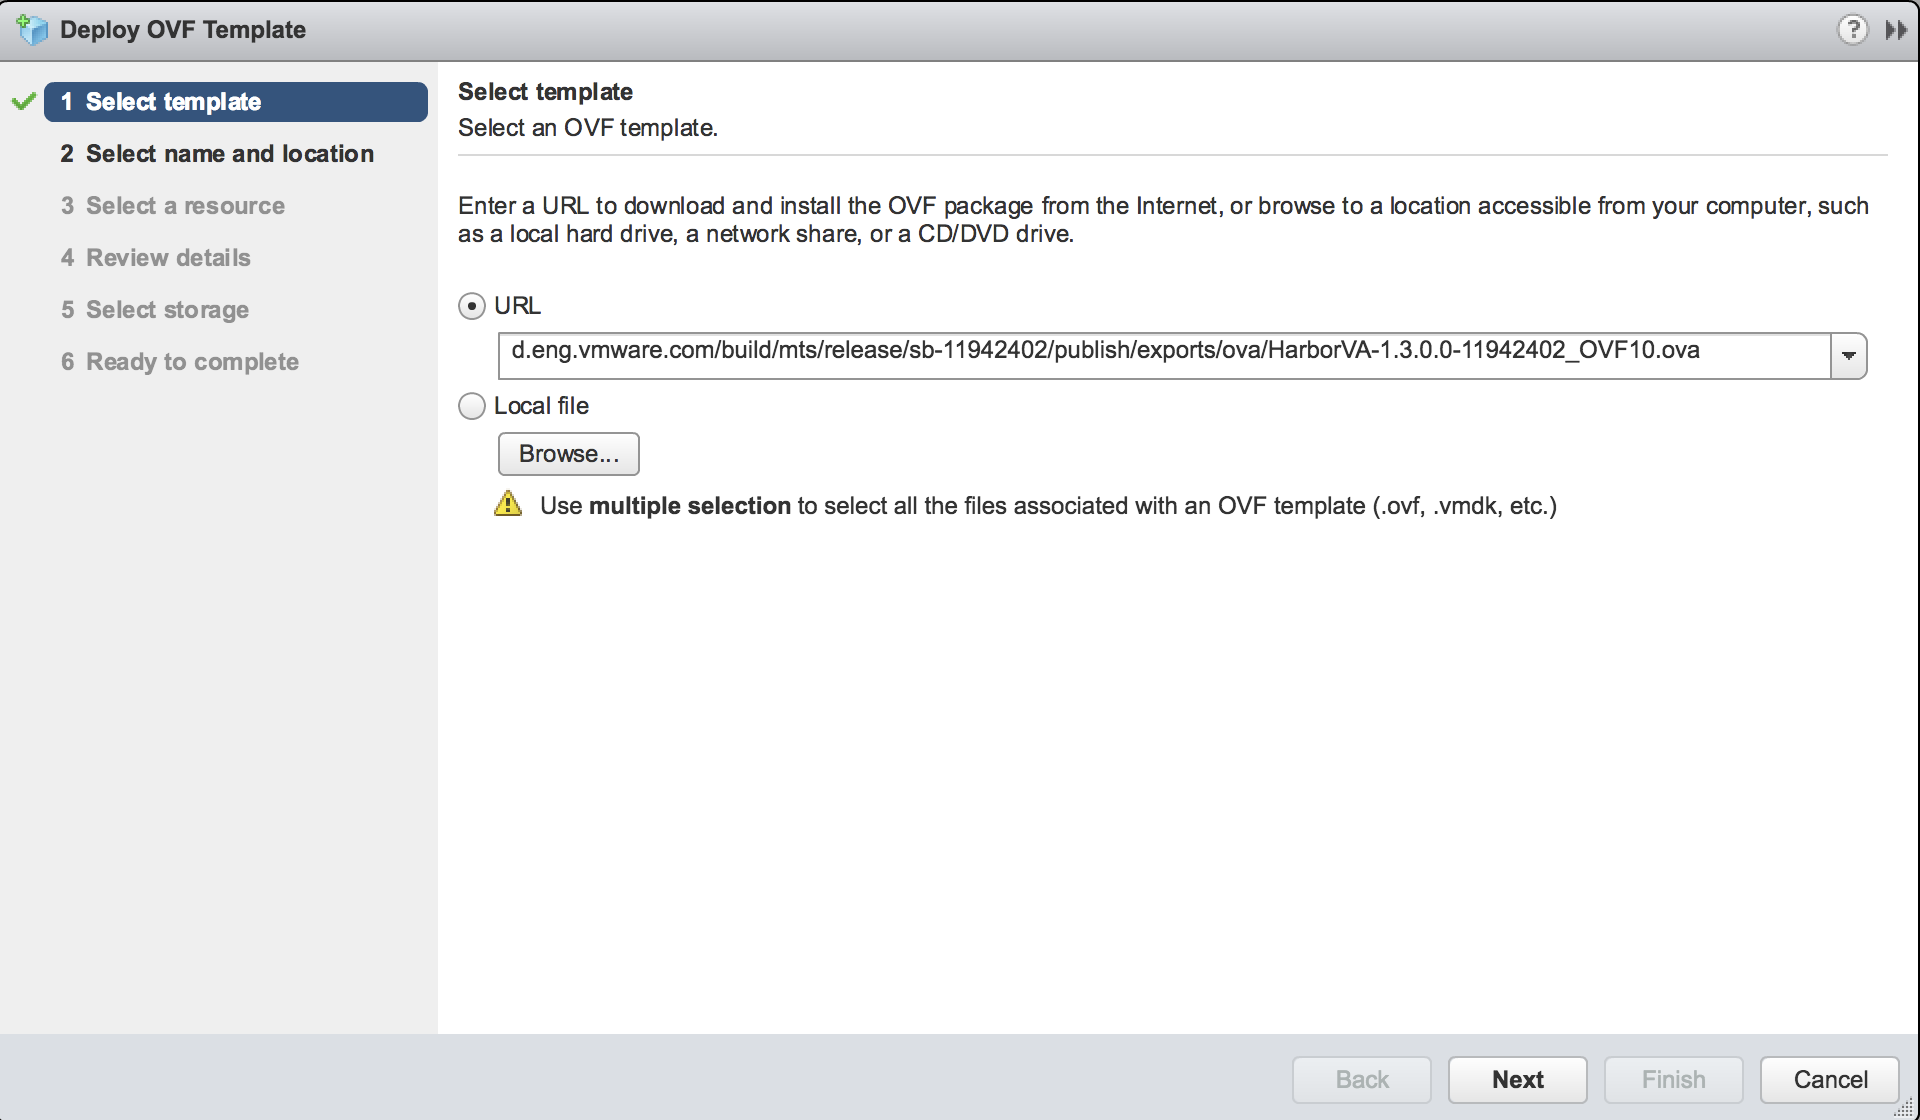 Deploy OVF Template
?
1 Select template
2 Select name and location
3 Select a resource
4 Review details
5 Select storage
6 Ready to complete
Select template
Select an OVF template.
Enter a URL to download and install the OVF package from the Internet, or browse to a location accessible from your computer, such
as a local hard drive, a network share, or a CD/DVD drive.
URL
d.eng.vmware.com/build/mts/release/sb-11942402/publish/exports/ova/HarborVA-1.3.0.0-11942402_OVF10.ova
Local file
Browse...
Use multiple selection to select all the files associated with an OVF template (.ovf, .vmdk, etc.)
Back
Next
Finish
Cancel